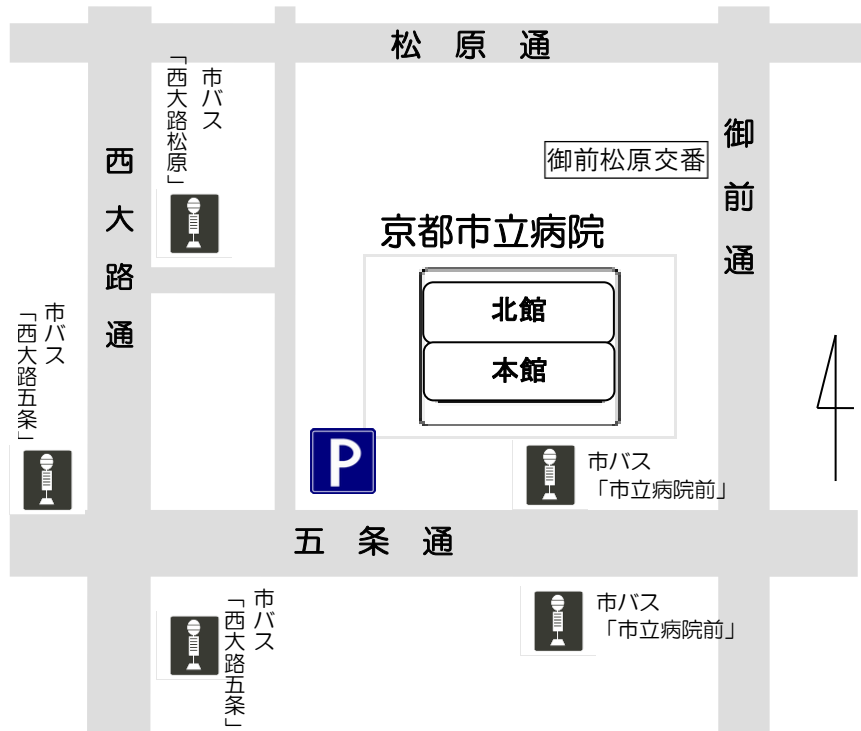 松原通
市バス
「西大路松原」
御前通
西大路通
御前松原交番
京都市立病院
北館
本館
市バス
「西大路五条」
P
市バス
「市立病院前」
五条通
市バス
「西大路五条」
市バス
「市立病院前」